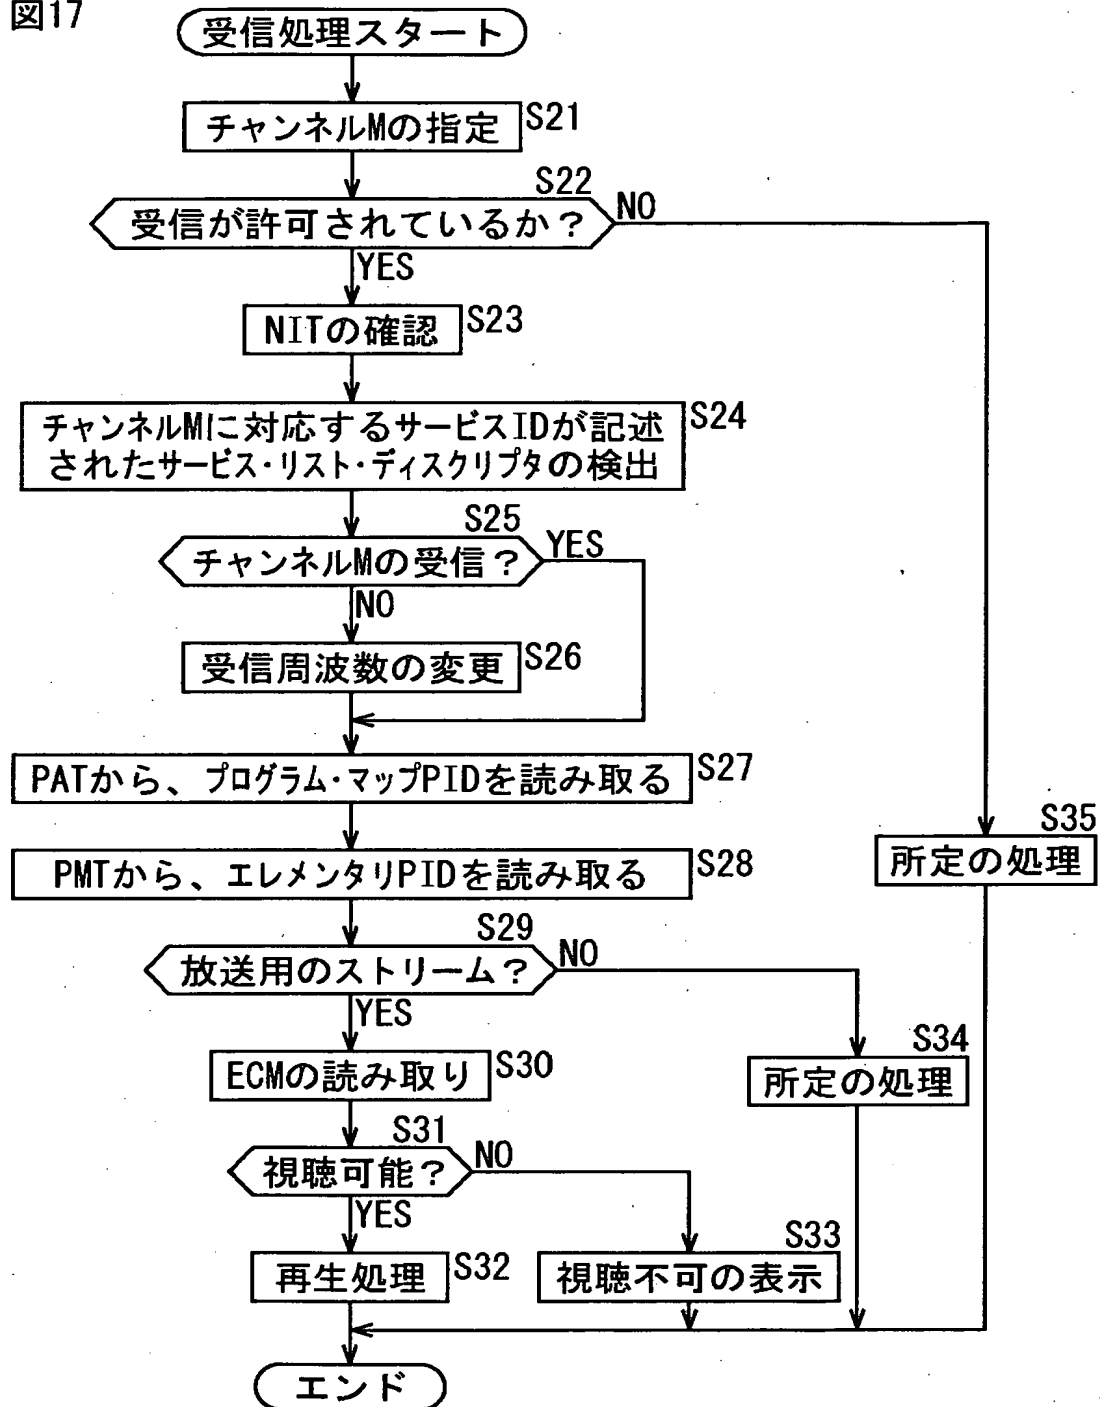 図17
受信処理スタート
チャンネルMの指定
S21
S22
受信が許可されているか？
NO
YES
NITの確認
S23
チャンネルMに対応するサービスIDが記述
されたサービス・リスト・ディスクリプタの検出
S24
S25
チャンネルMの受信？
YES
NO
受信周波数の変更
S26
PATから、プログラム・マップPIDを読み取る
S27
PMTから、エレメンタリPIDを読み取る
S28
S35
所定の処理
S29
放送用のストリーム？
NO
YES
S34
所定の処理
ECMの読み取り
S30
S31
視聴可能？
NO
YES
再生処理
S32
S33
視聴不可の表示
エンド